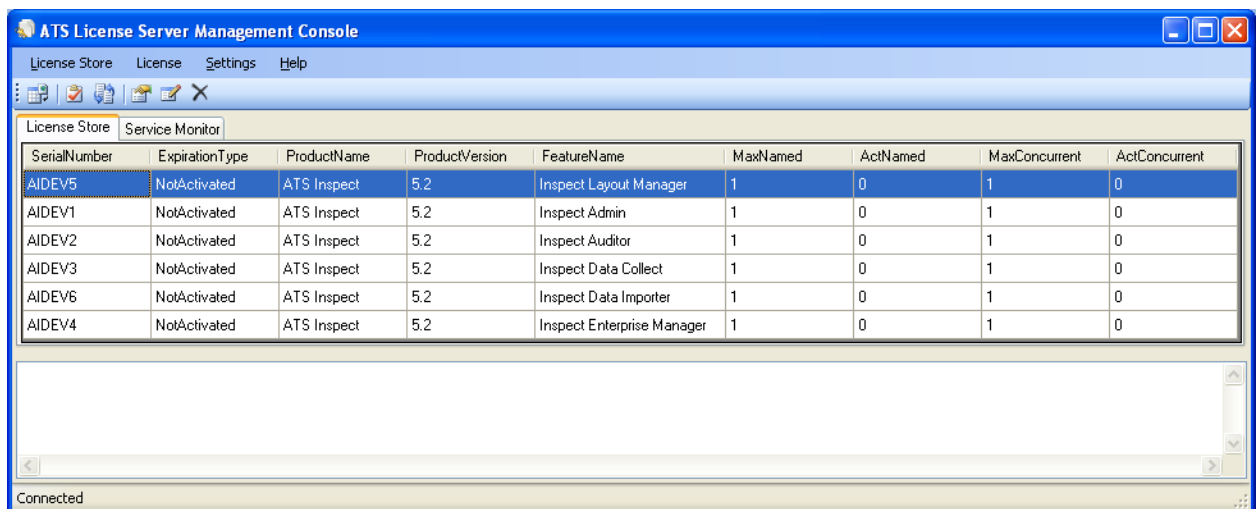 ATS License Server Management Console
License Store License Settings Help
License Store Service Monitor
SerialNumber ExpirationType ProductName ProductVersion FeatureName MaxNamed ActNamed MaxConcurrent ActConcurrent
AIDEV5 NotActivated ATS Inspect 5.2 Inspect Layout Manager 1 0 1 0
AIDEV1 NotActivated ATS Inspect 5.2 Inspect Admin 1 0 1 0
AIDEV2 NotActivated ATS Inspect 5.2 Inspect Auditor 1 0 1 0
AIDEV3 NotActivated ATS Inspect 5.2 Inspect Data Collect 1 0 1 0
AIDEV6 NotActivated ATS Inspect 5.2 Inspect Data Importer 1 0 1 0
AIDEV4 NotActivated ATS Inspect 5.2 Inspect Enterprise Manager 1 0 1 0
Connected